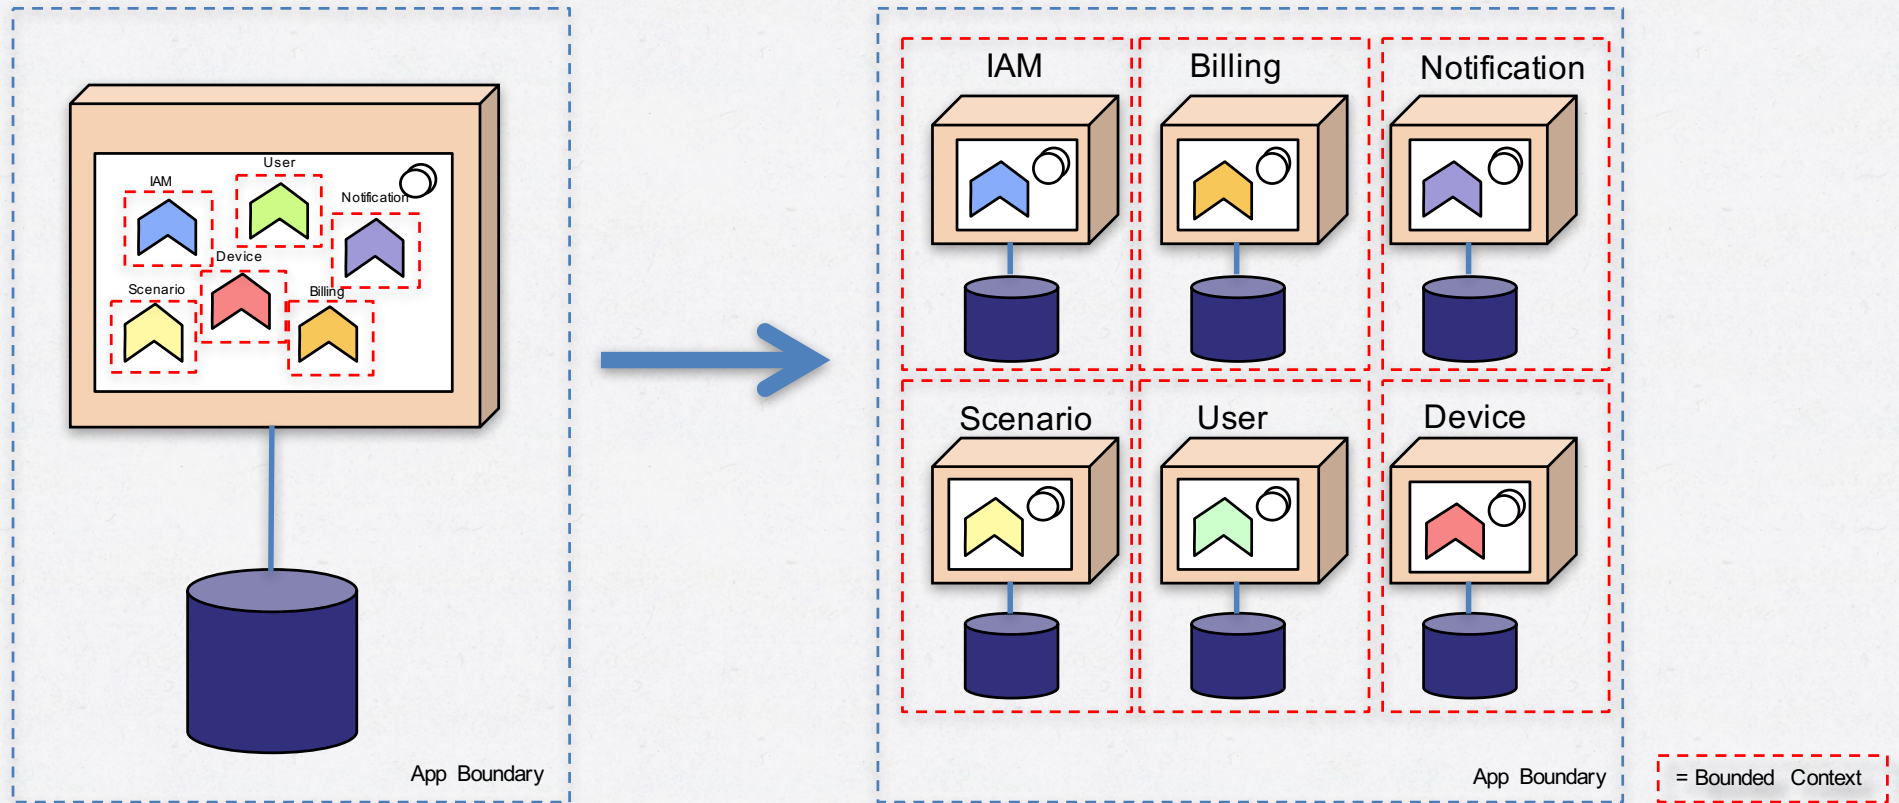 User
IAM
Notification
Device
Scenario
Billing
App Boundary
IAM
Billing
Notification
Scenario
User
Device
App Boundary
= Bounded Context